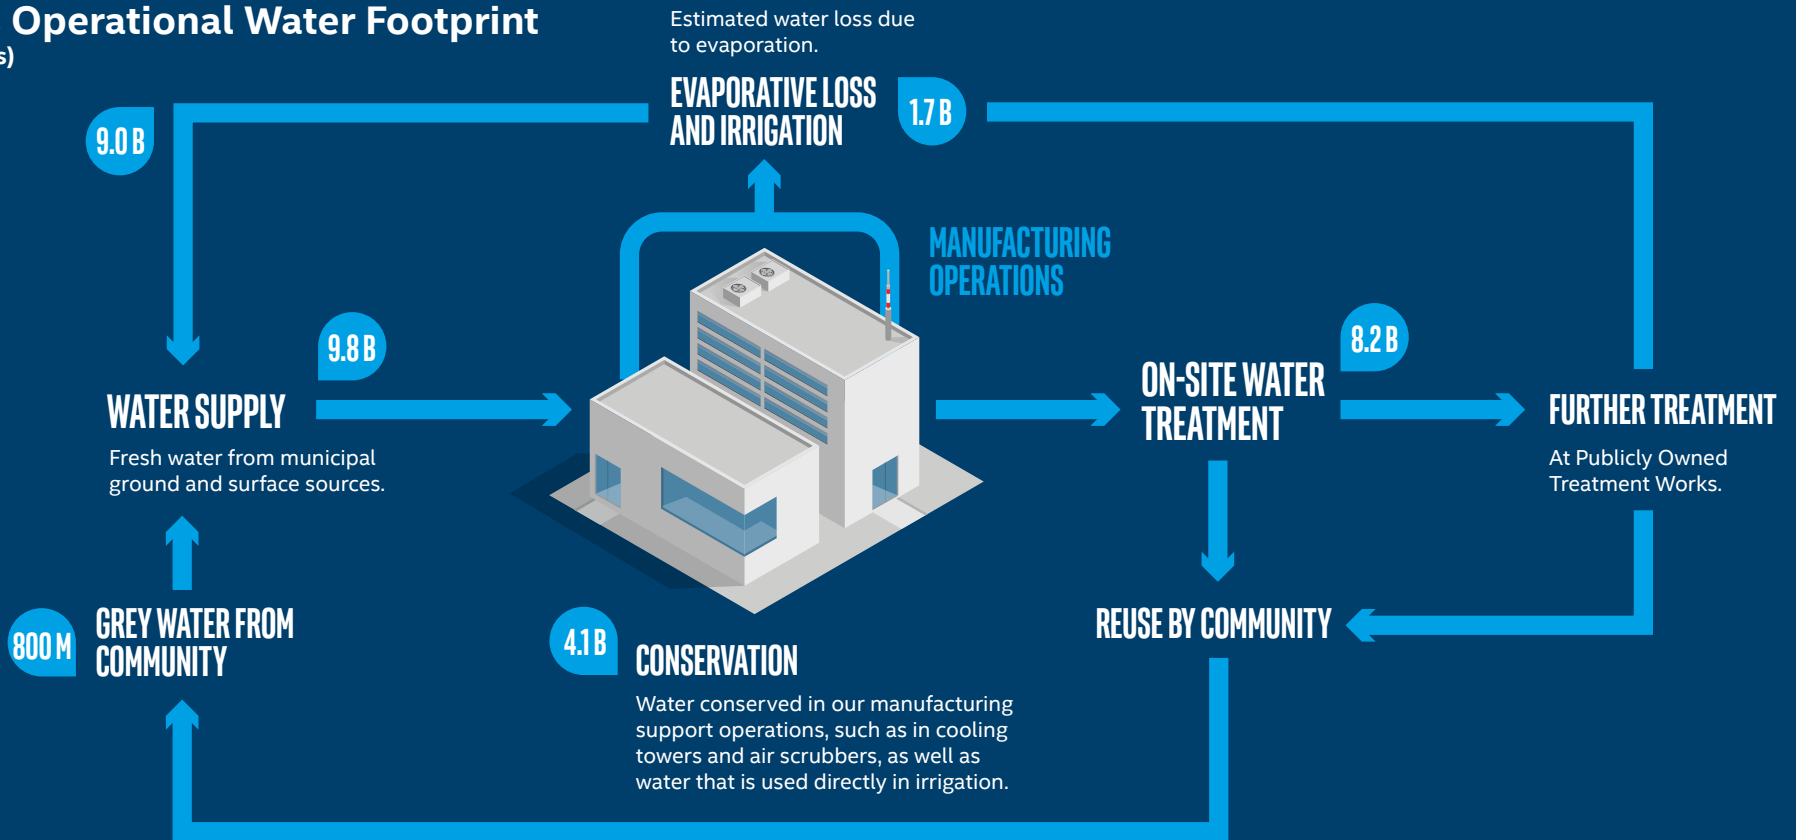 Operational Water Footprint
s)
Estimated water loss due
to evaporation.
EVAPORATIVE LOSS
AND IRRIGATION
1.7 B
9.0 B
MANUFACTURING
OPERATIONS
9.8 B
WATER SUPPLY
Fresh water from municipal
ground and surface sources.
ON-SITE WATER
TREATMENT
8.2 B
FURTHER TREATMENT
At Publicly Owned
Treatment Works.
800 M
GREY WATER FROM
COMMUNITY
4.1 B
CONSERVATION
Water conserved in our manufacturing
support operations, such as in cooling
towers and air scrubbers, as well as
water that is used directly in irrigation.
REUSE BY COMMUNITY